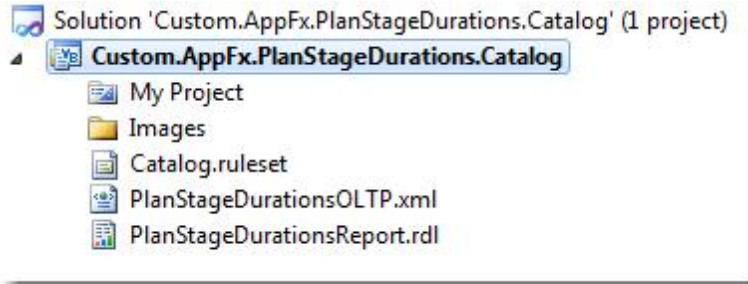 Solution 'Custom.AppFx.PlanStageDurations.Catalog' (1 project)
Custom.AppFx.PlanStageDurations.Catalog
My Project
Images
Catalog.ruleset
PlanStageDurationsOLTP.xml
PlanStageDurationsReport.rdl